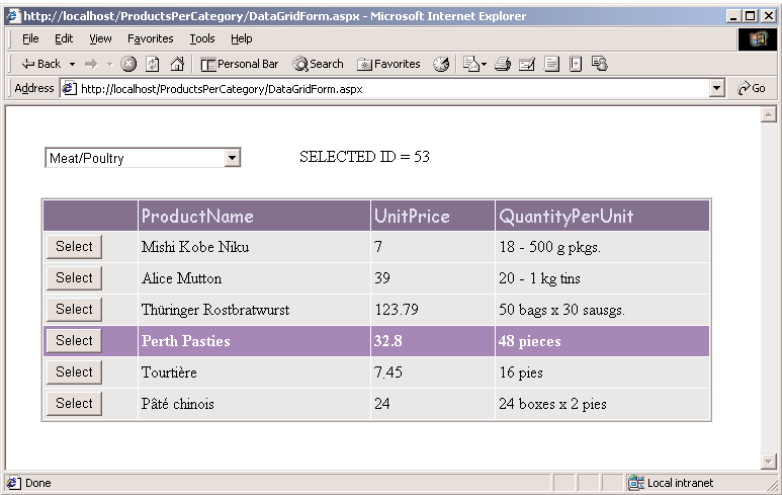 http://localhost/ProductsPerCategory/DataGridForm.aspx - Microsoft Internet Explorer
File Edit View Favorites Tools Help
Back Personal Bar Search Favorites
Address http://localhost/ProductsPerCategory/DataGridForm.aspx Go
Meat/Poultry SELECTED ID = 53
ProductName UnitPrice QuantityPerUnit
Select Mishi Kobe Niku 7 18 - 500 g pkgs.
Select Alice Mutton 39 20 - 1 kg tins
Select Thüringer Rostbratwurst 123.79 50 bags x 30 sausgs.
Select Perth Pasties 32.8 48 pieces
Select Tourtière 7.45 16 pies
Select Pâté chinois 24 24 boxes x 2 pies
Done Local intranet